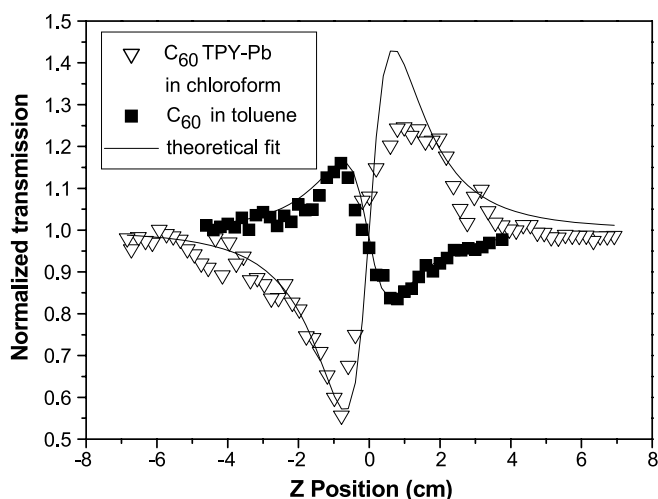 1.5
1.4
1.3
1.2
1.1
1.0
0.9
0.8
0.7
0.6
0.5
Normalized transmission
C60 TPY-Pb
in chloroform
C60 in toluene
theoretical fit
-8 -6 -4 -2 0 2 4 6 8
Z Position (cm)